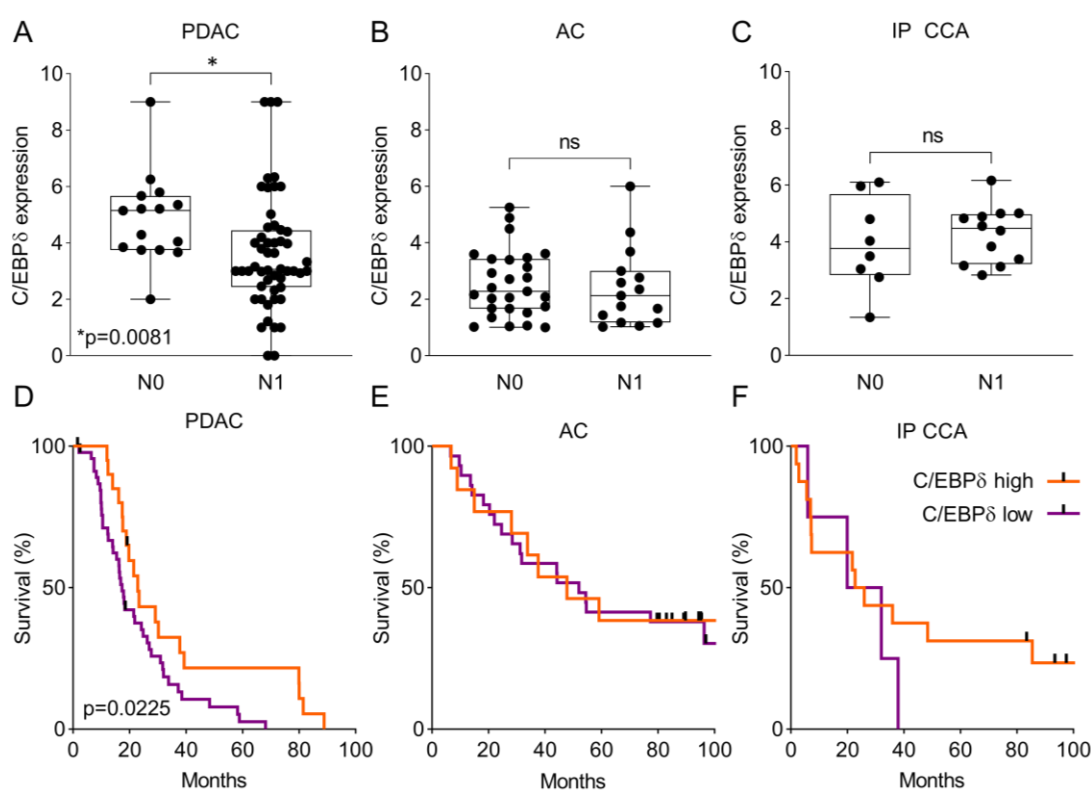 A PDAC
*
C/EBPδ expression
10
8
6
4
2
0
*p=0.0081
N0 N1
B AC
ns
C/EBPδ expression
10
8
6
4
2
0
N0 N1
C IP CCA
ns
C/EBPδ expression
10
8
6
4
2
0
N0 N1
D PDAC
Survival (%)
100
50
0
p=0.0225
0 20 40 60 80 100
Months
E AC
Survival (%)
100
50
0
0 20 40 60 80 100
Months
F IP CCA
Survival (%)
100
50
0
C/EBPδ high
C/EBPδ low
0 20 40 60 80 100
Months